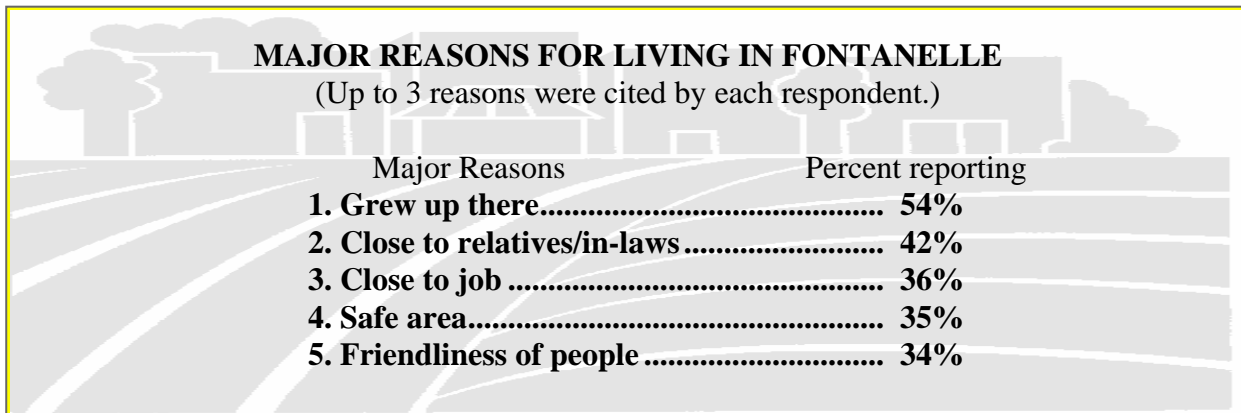 MAJOR REASONS FOR LIVING IN FONTANELLE
(Up to 3 reasons were cited by each respondent.)
Major Reasons Percent reporting
1. Grew up there........................................... 54%
2. Close to relatives/in-laws......................... 42%
3. Close to job............................................... 36%
4. Safe area.................................................... 35%
5. Friendliness of people.............................. 34%